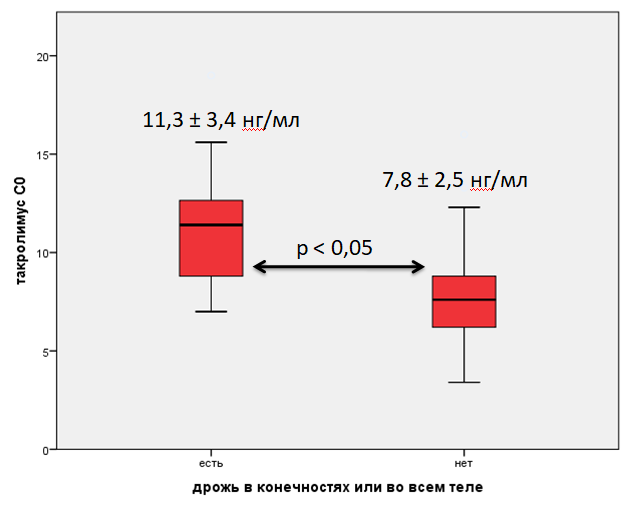 20
11,3 ± 3,4 нг/мл
15
7,8 ± 2,5 нг/мл
такролимус C0
p < 0,05
10
5
0
есть
нет
дрожь в конечностях или во всем теле